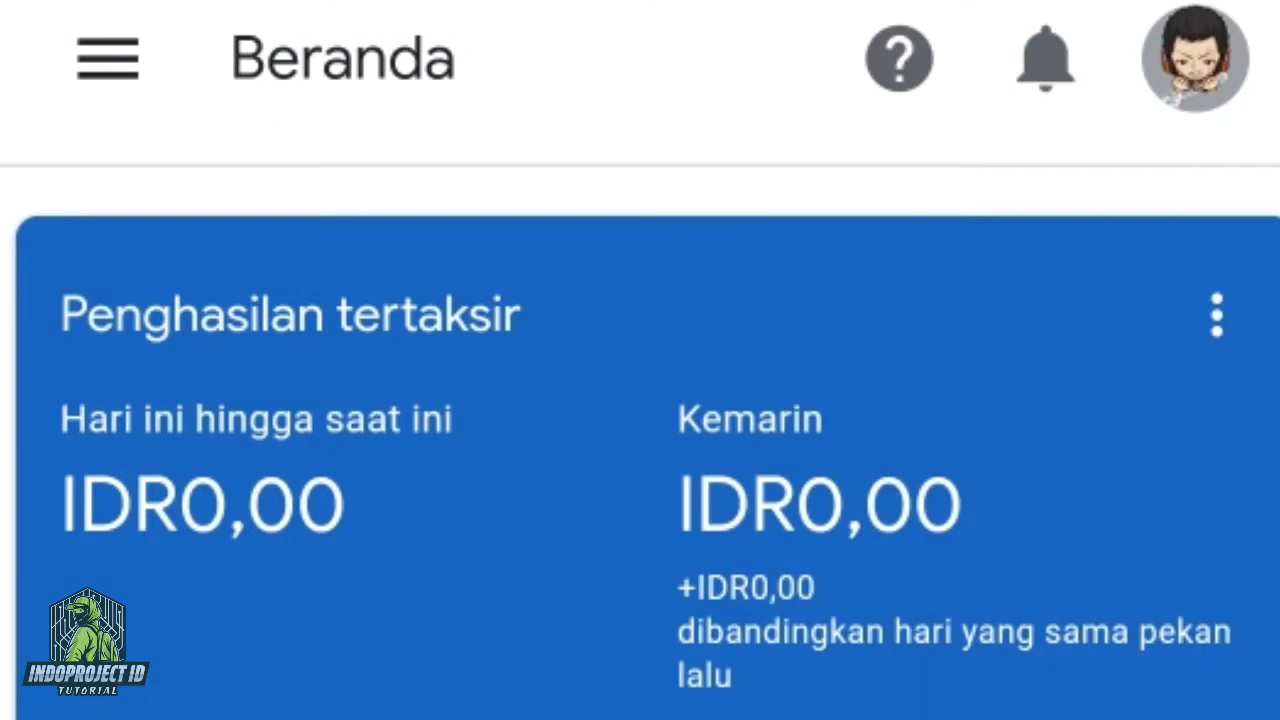 Beranda
Penghasilan tertaksir
Hari ini hingga saat ini
IDR0,00
Kemarin
IDR0,00
+IDR0,00
dibandingkan hari yang sama pekan
lalu
INDOPROJECT ID
TUTORIAL